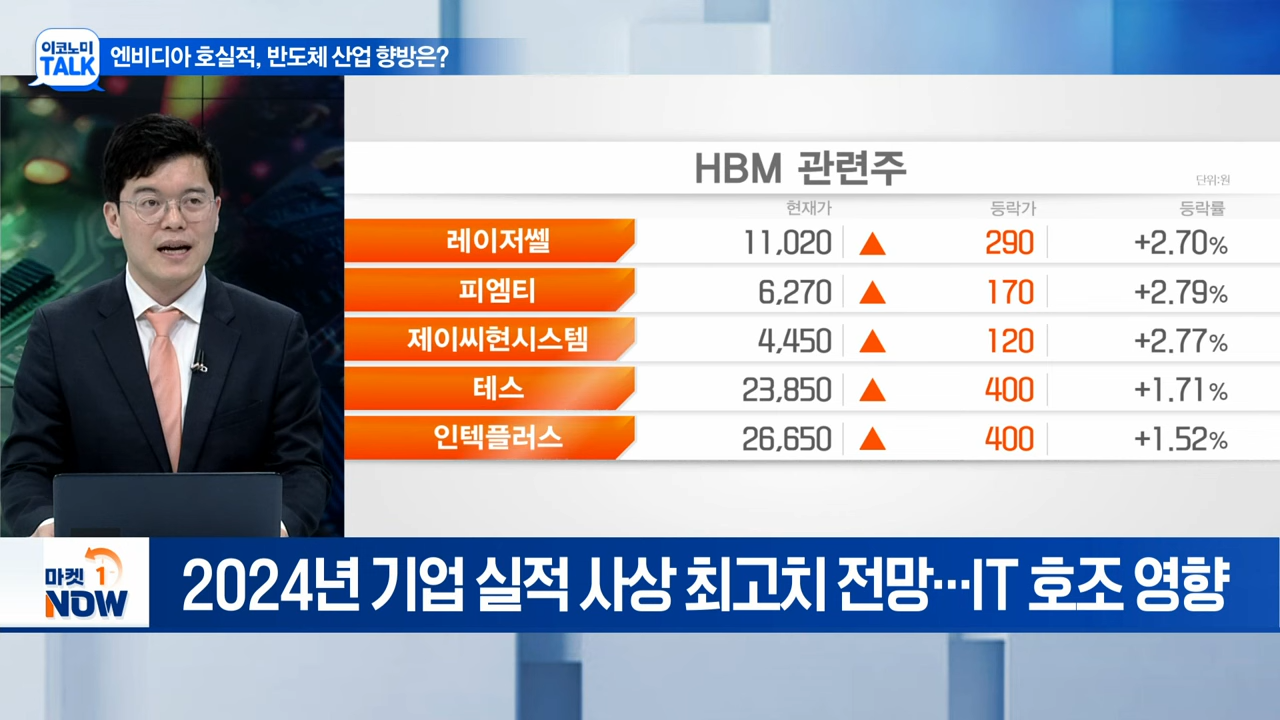 이코노미
TALK
엔비디아 호실적, 반도체 산업 향방은?
HBM 관련주
단위:원
현재가 등락가 등락률
레이저쎌 11,020 ▲ 290 +2.70%
피엠티 6,270 ▲ 170 +2.79%
제이씨현시스템 4,450 ▲ 120 +2.77%
테스 23,850 ▲ 400 +1.71%
인텍플러스 26,650 ▲ 400 +1.52%
마켓 1
NOW
2024년 기업 실적 사상 최고치 전망…IT 호조 영향